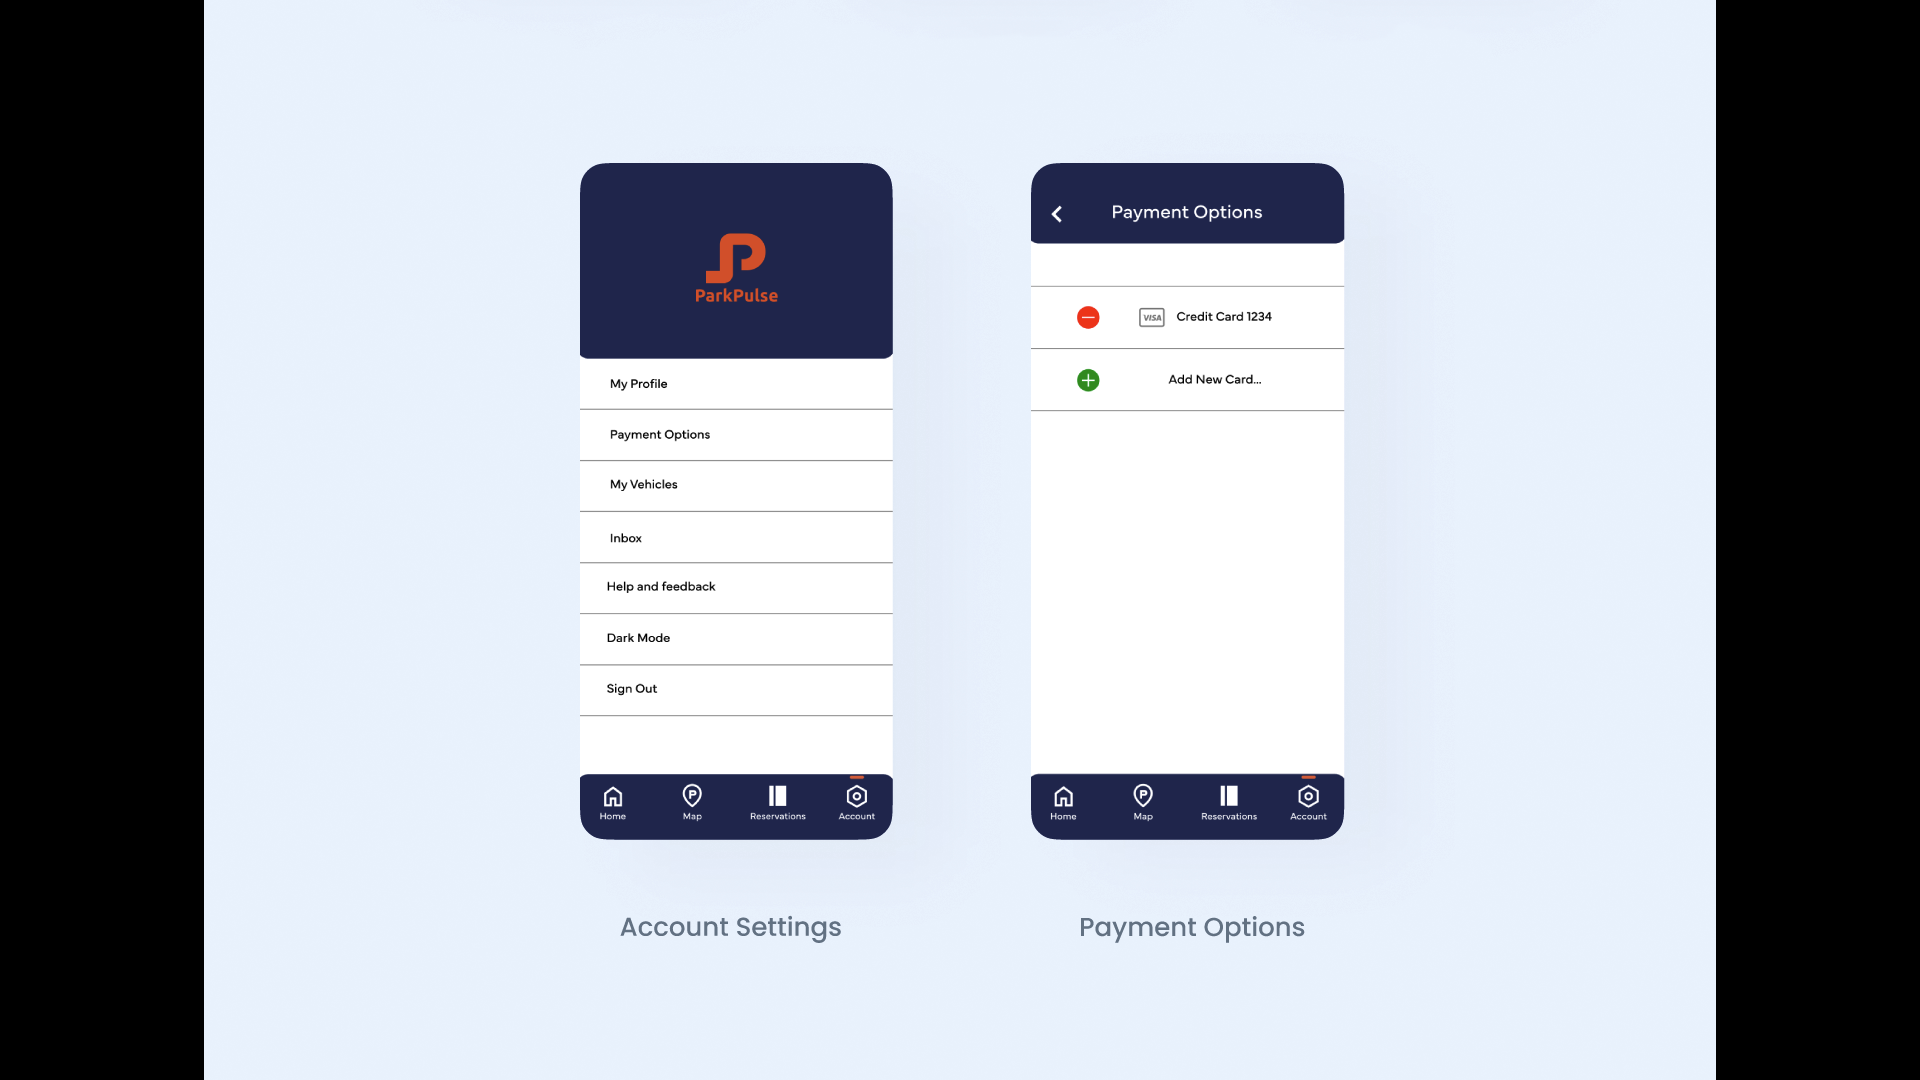 ParkPulse
My Profile
Payment Options
My Vehicles
Inbox
Help and feedback
Dark Mode
Sign Out
Home
Map
Reservations
Account
Account Settings
Payment Options
VISA
Credit Card 1234
Add New Card...
Home
Map
Reservations
Account
Payment Options